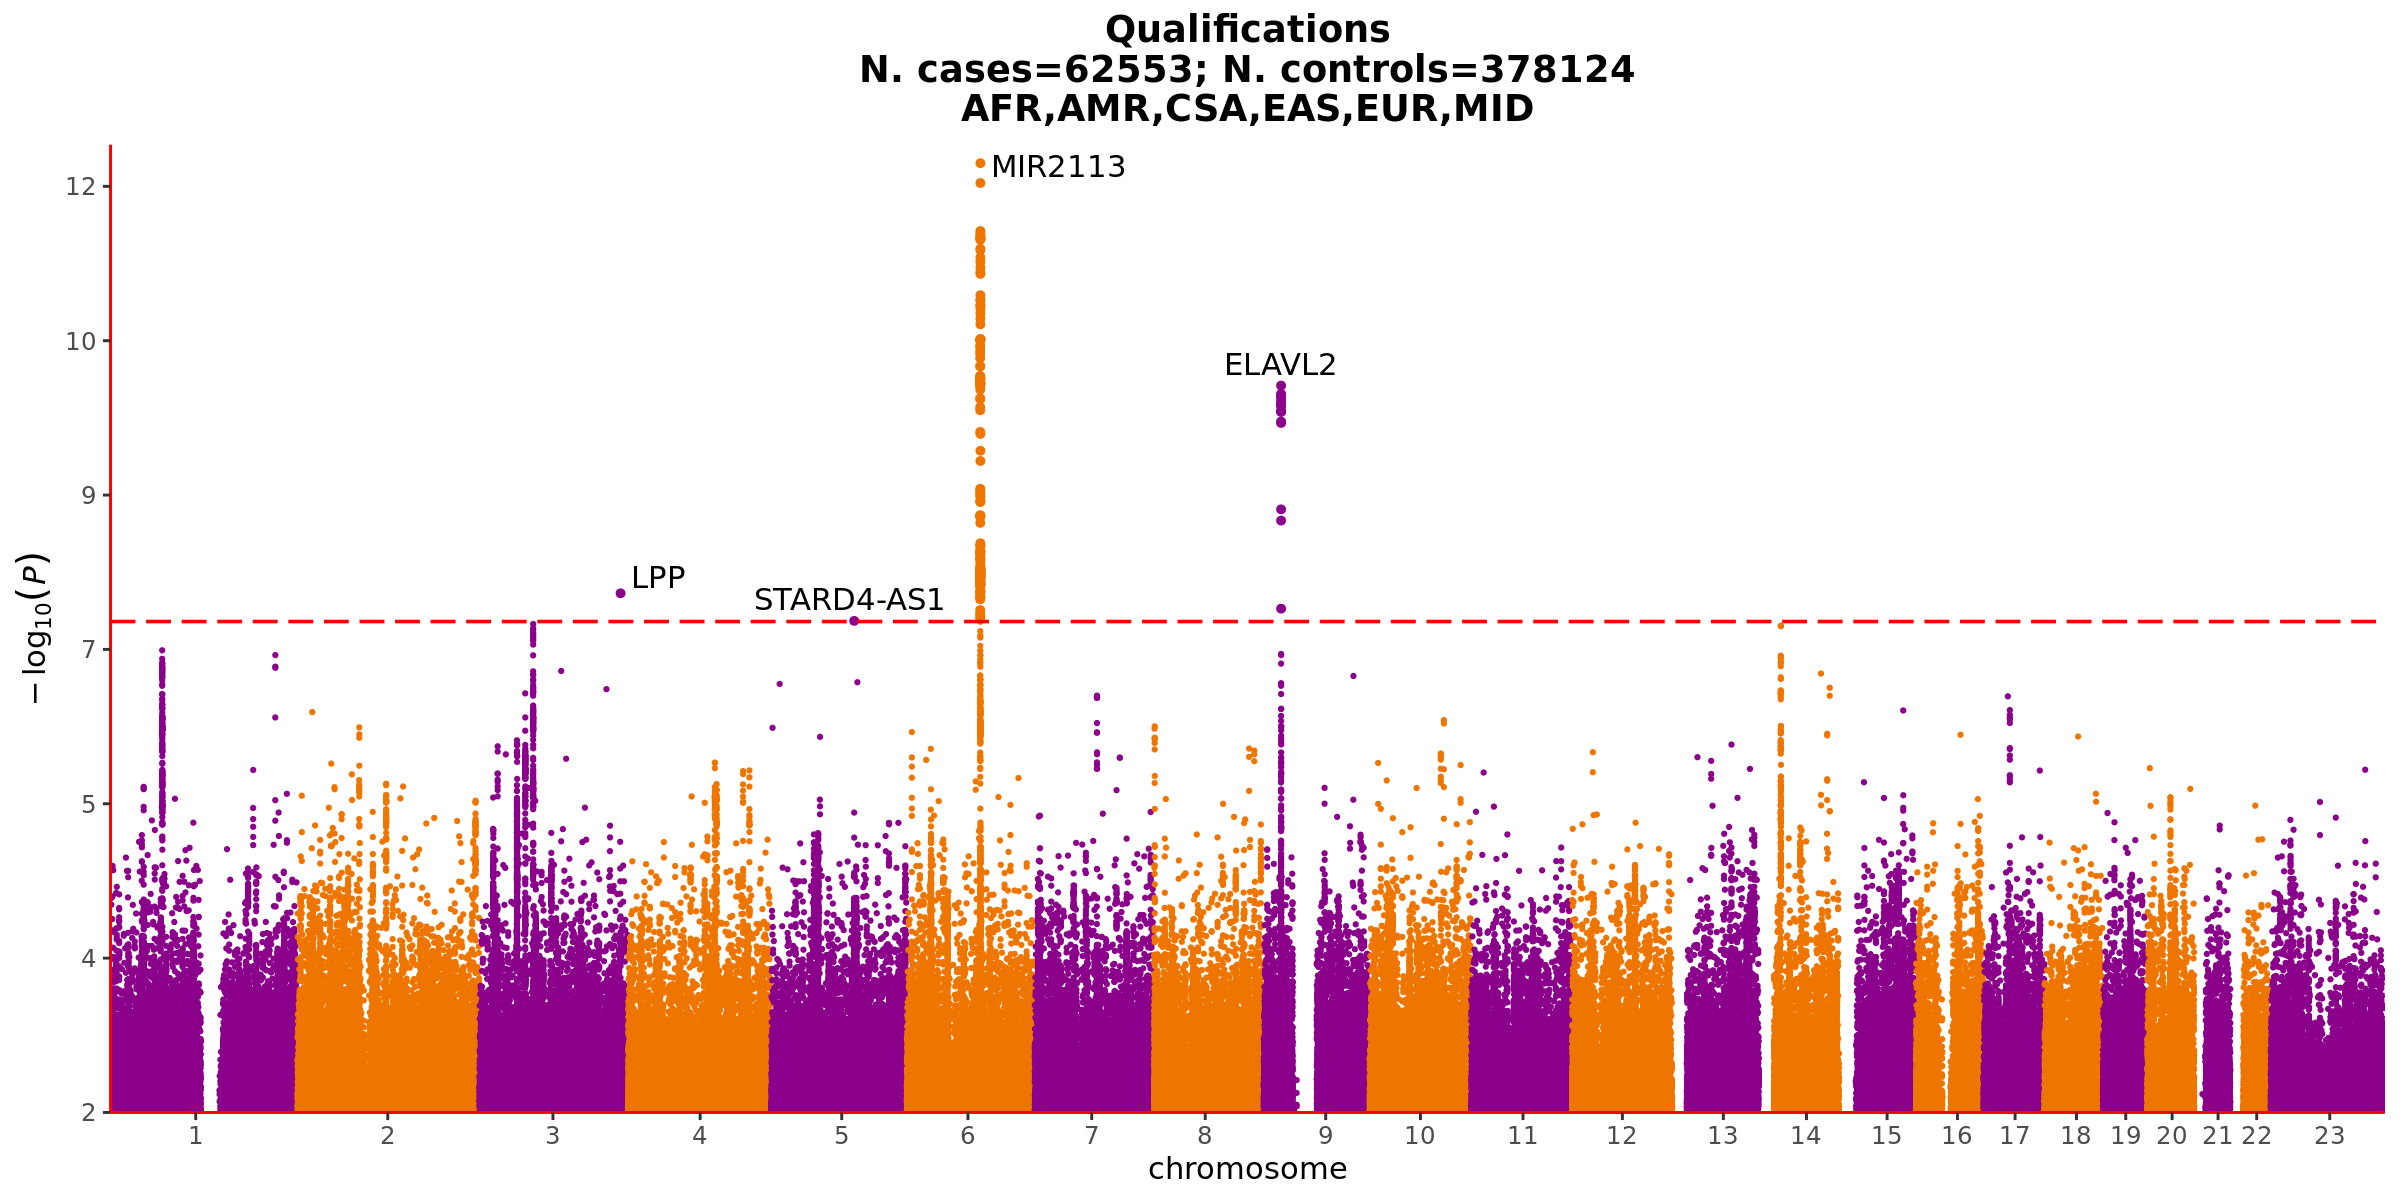 Qualifications
N. cases=62553; N. controls=378124
AFR,AMR,CSA,EAS,EUR,MID
MIR2113
ELAVL2
LPP
STARD4-AS1
12
10
9
7
5
4
2
−log10(P)
1 2 3 4 5 6 7 8 9 10 11 12 13 14 15 16 17 18 19 20 21 22 23
chromosome